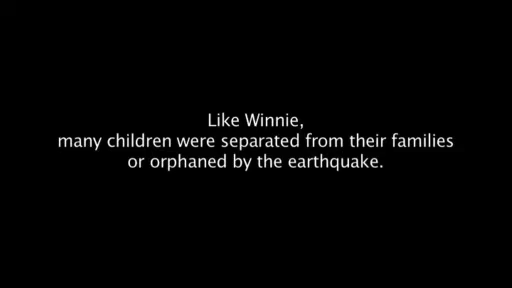 Like Winnie,
many children were separated from their families
or orphaned by the earthquake.